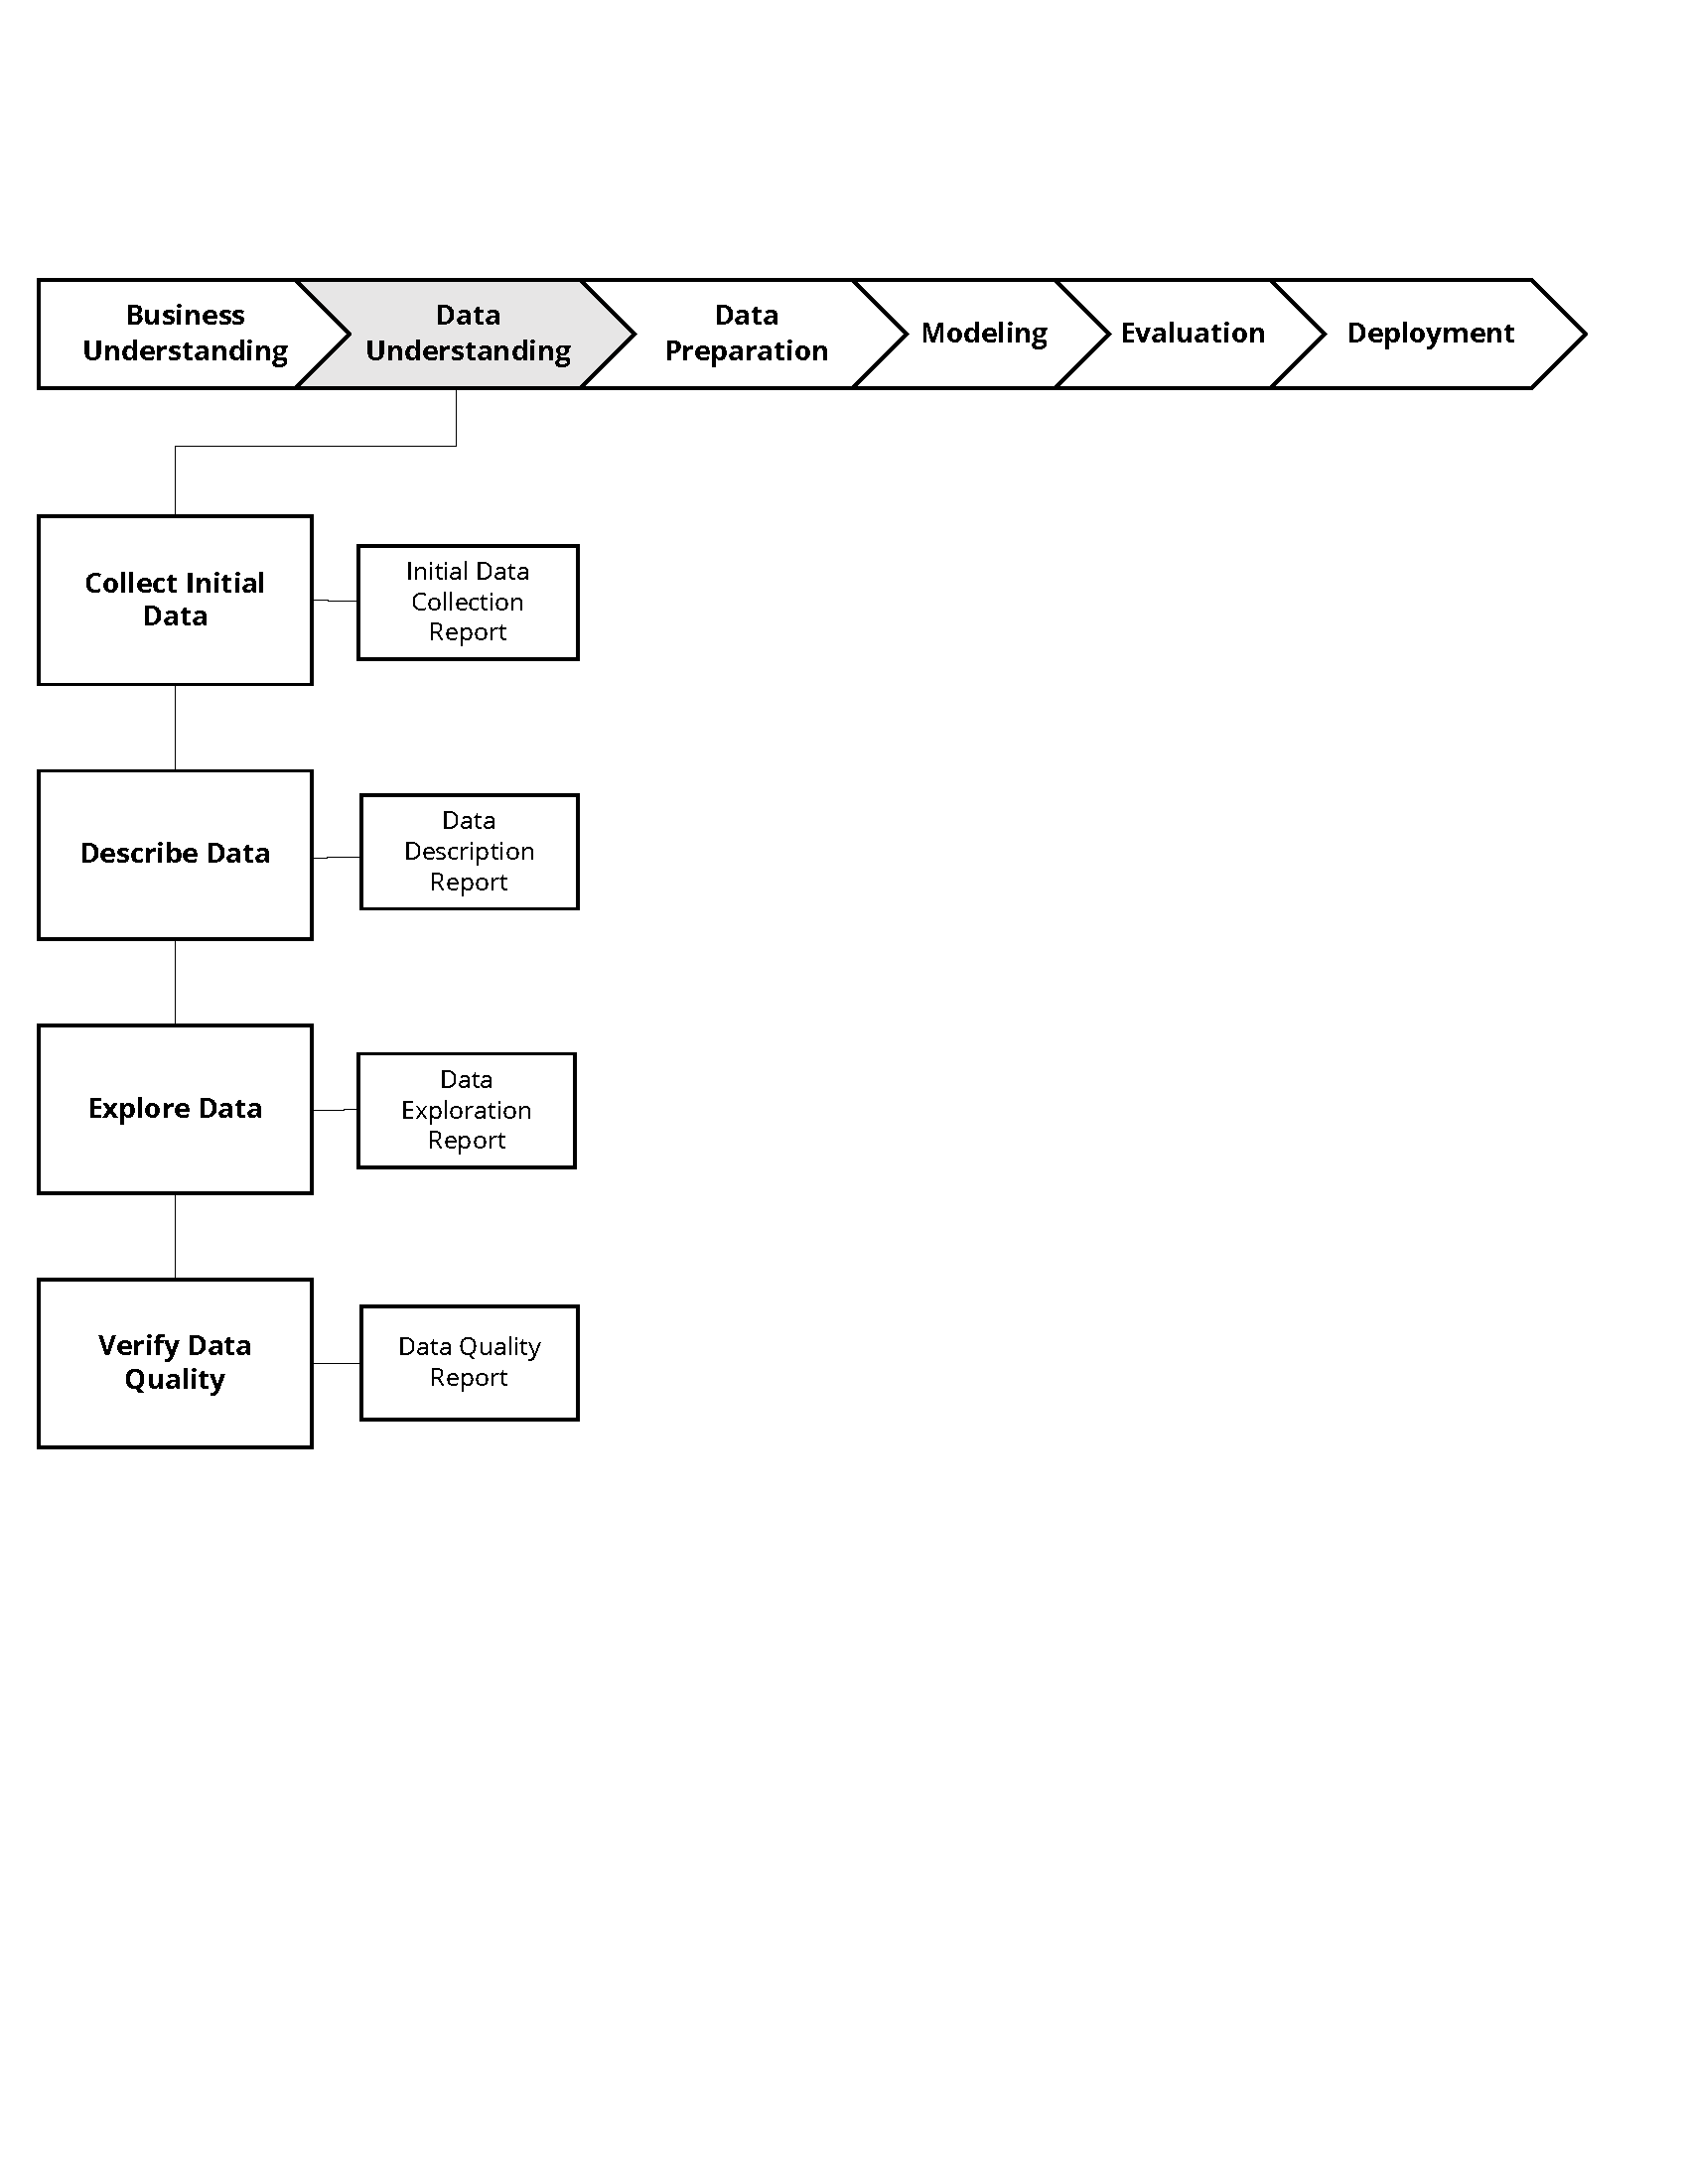 Business
Understanding
Data
Understanding
Data
Preparation
Modeling
Evaluation
Deployment
Collect Initial
Data
Initial Data
Collection
Report
Describe Data
Data
Description
Report
Explore Data
Data
Exploration
Report
Verify Data
Quality
Data Quality
Report